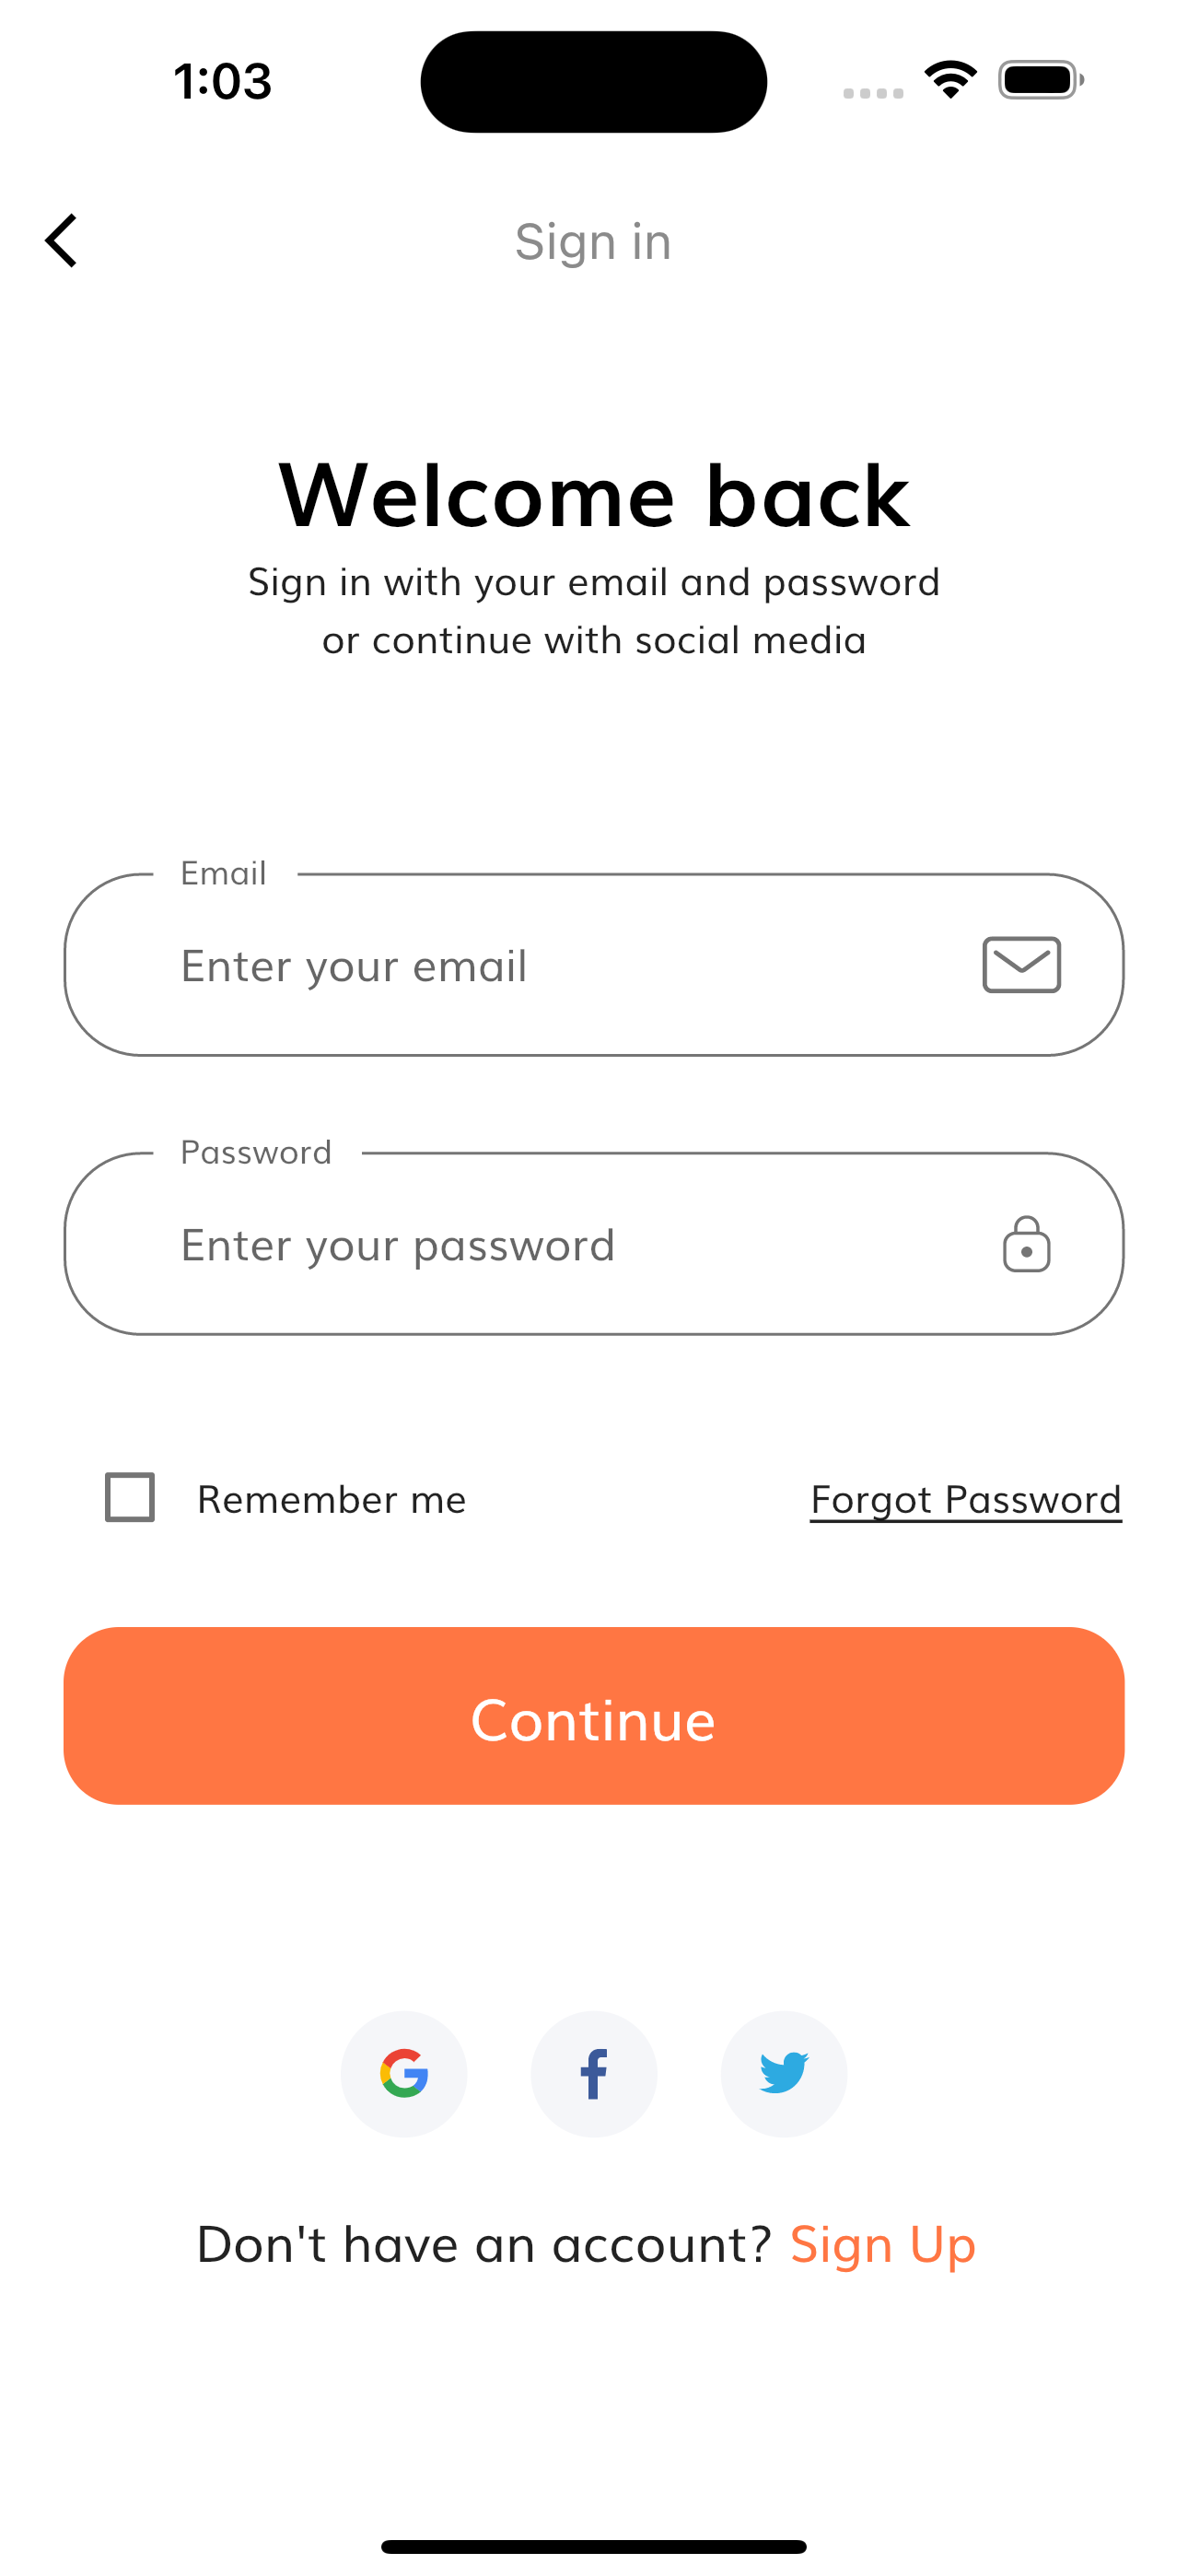 1:03
Sign in
Welcome back
Sign in with your email and password
or continue with social media
Email
Enter your email
Password
Enter your password
Remember me
Forgot Password
Continue
Don't have an account? Sign Up